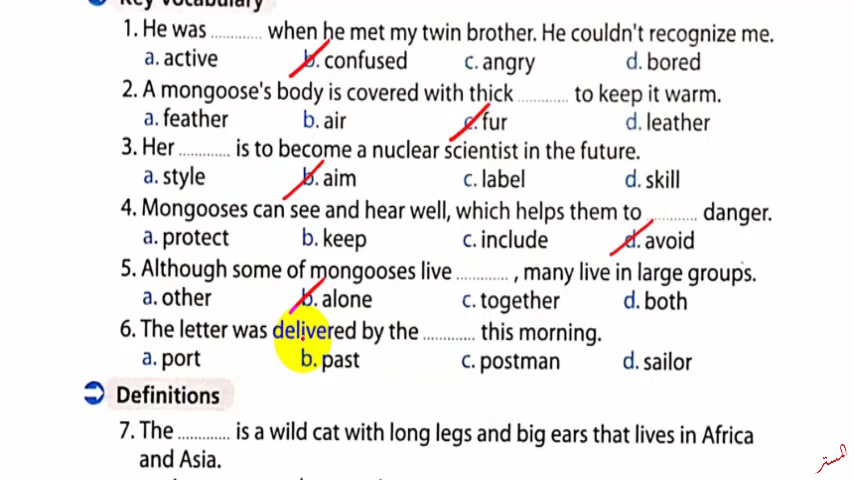 Key Vocabulary
1. He was ............ when he met my twin brother. He couldn't recognize me.
a. active b. confused c. angry d. bored
2. A mongoose's body is covered with thick ............ to keep it warm.
a. feather b. air c. fur d. leather
3. Her ............ is to become a nuclear scientist in the future.
a. style b. aim c. label d. skill
4. Mongooses can see and hear well, which helps them to ............ danger.
a. protect b. keep c. include d. avoid
5. Although some of mongooses live ............ , many live in large groups.
a. other b. alone c. together d. both
6. The letter was delivered by the ............ this morning.
a. port b. past c. postman d. sailor
Definitions
7. The ............ is a wild cat with long legs and big ears that lives in Africa
and Asia.
المستر